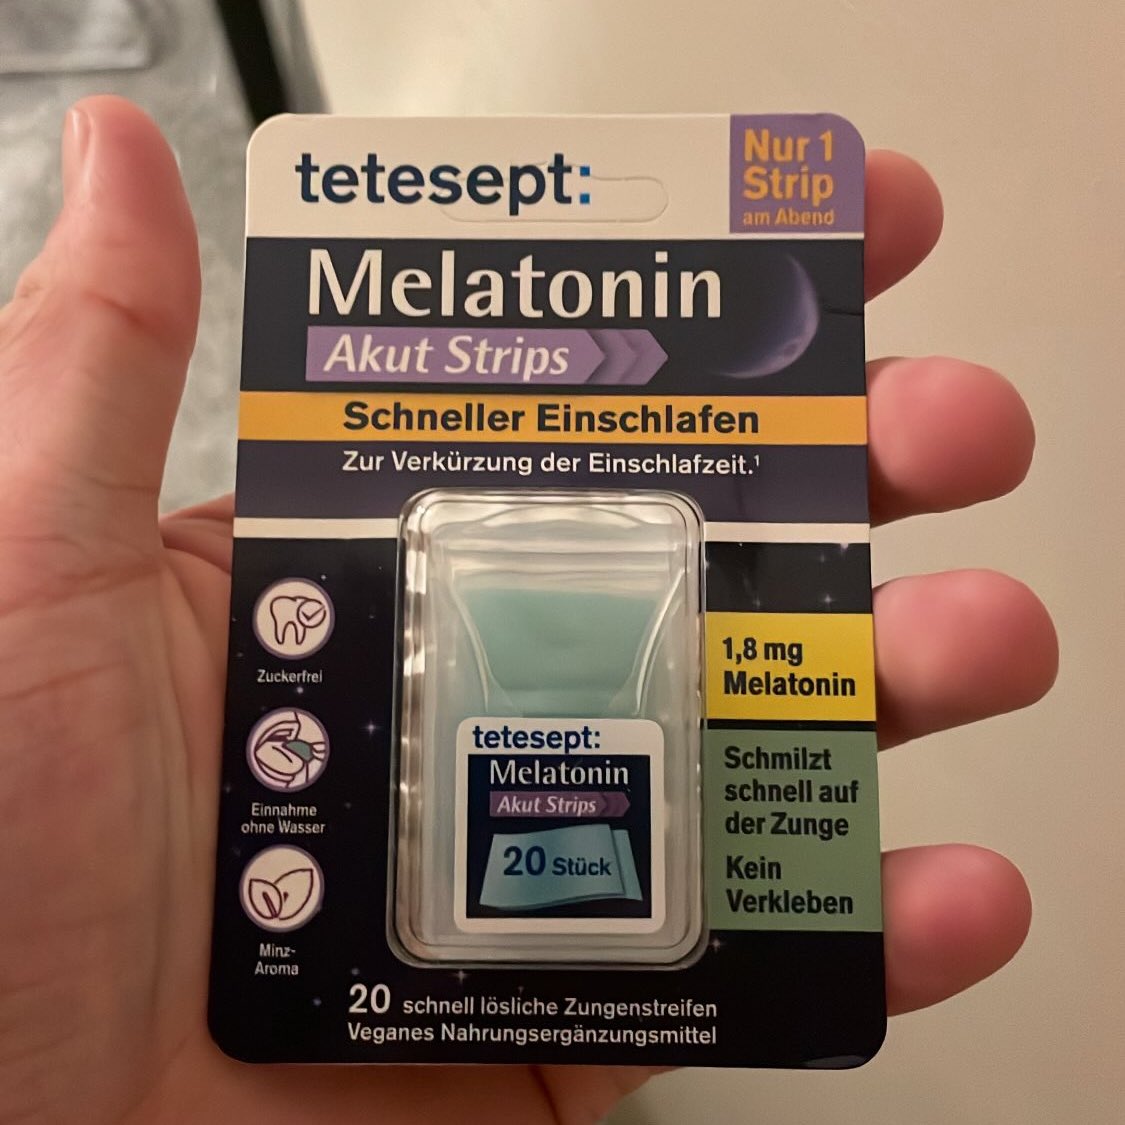 tetesept:
Nur 1
Strip
am Abend
Melatonin
Akut Strips
Schneller Einschlafen
Zur Verkürzung der Einschlafzeit.¹
Zuckerfrei
Einnahme
ohne Wasser
Minz-
Aroma
tetesept:
Melatonin
Akut Strips
20 Stück
1,8 mg
Melatonin
Schmilzt
schnell auf
der Zunge
Kein
Verkleben
20 schnell lösliche Zungenstreifen
Veganes Nahrungsergänzungsmittel